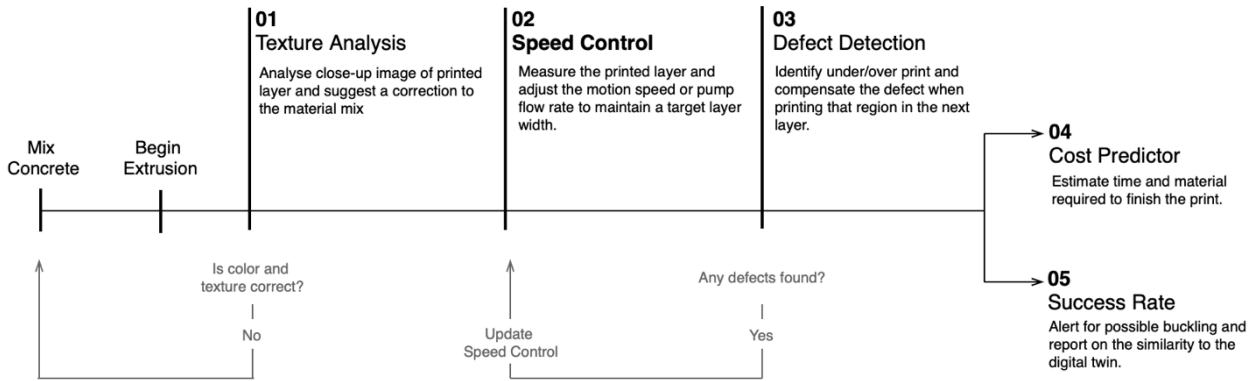 01
Texture Analysis
Analyse close-up image of printed
layer and suggest a correction to
the material mix
02
Speed Control
Measure the printed layer and
adjust the motion speed or pump
flow rate to maintain a target layer
width.
03
Defect Detection
Identify under/over print and
compensate the defect when
printing that region in the next
layer.
Mix
Concrete
Begin
Extrusion
04
Cost Predictor
Estimate time and material
required to finish the print.
05
Success Rate
Alert for possible buckling and
report on the similarity to the
digital twin.
Is color and
texture correct?
No
Update
Speed Control
Any defects found?
Yes